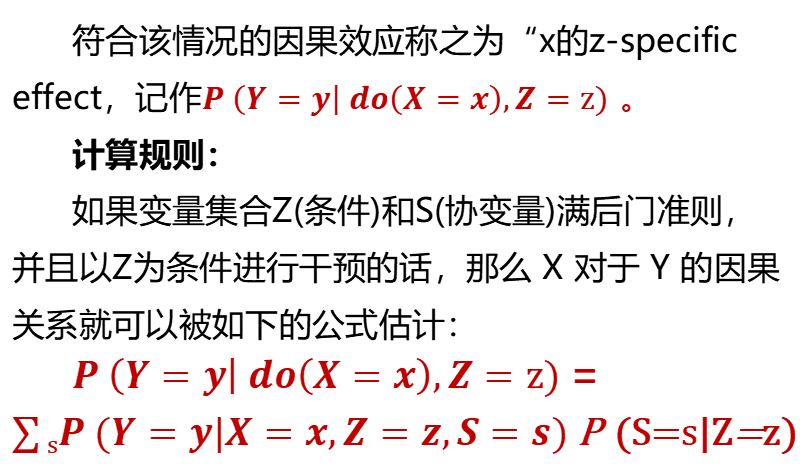 符合该情况的因果效应称之为“x的z-specific
effect，记作P (Y = y| do(X = x), Z = z) 。
计算规则：
如果变量集合Z(条件)和S(协变量)满后门准则，
并且以Z为条件进行干预的话，那么 X 对于 Y 的因果
关系就可以被如下的公式估计：
P (Y = y| do(X = x), Z = z) =
∑ s P (Y = y|X = x, Z = z, S = s) P (S=s|Z=z)